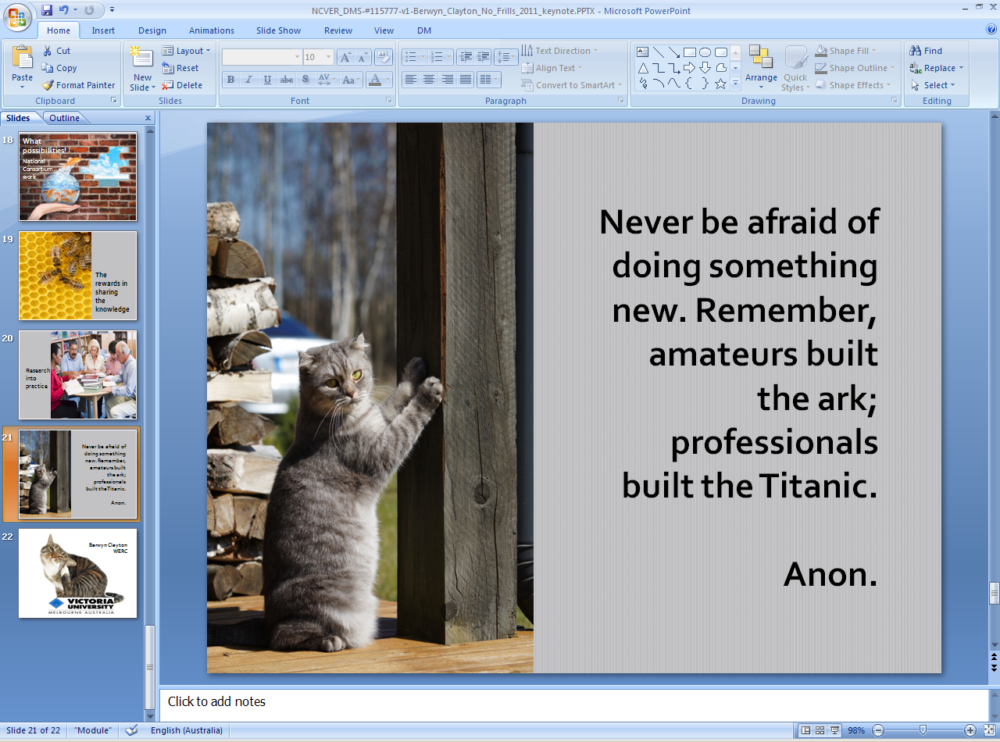 NCVER_DMS-#115777-v1-Berwyn_Clayton_No_Frills_2011_keynote.PPTX - Microsoft PowerPoint
Home Insert Design Animations Slide Show Review View DM
Paste
Cut
Copy
Format Painter
Clipboard
New Slide
Layout
Reset
Delete
Slides
10
B I U abc S AV Aa A
Font
Text Direction
Align Text
Convert to SmartArt
Paragraph
Arrange
Quick Styles
Shape Fill
Shape Outline
Shape Effects
Drawing
Find
Replace
Select
Editing
Slides Outline
18
What
possibilities!
National
Consortium
work
19
The
rewards in
sharing
the
knowledge
20
Research
into
practice
21
Never be afraid of
doing something
new. Remember,
amateurs built
the ark;
professionals
built the Titanic.
Anon.
22
Berwyn Clayton
WERC
VICTORIA
UNIVERSITY
MELBOURNE AUSTRALIA
Never be afraid of
doing something
new. Remember,
amateurs built
the ark;
professionals
built the Titanic.
Anon.
Click to add notes
Slide 21 of 22 "Module" English (Australia) 98%